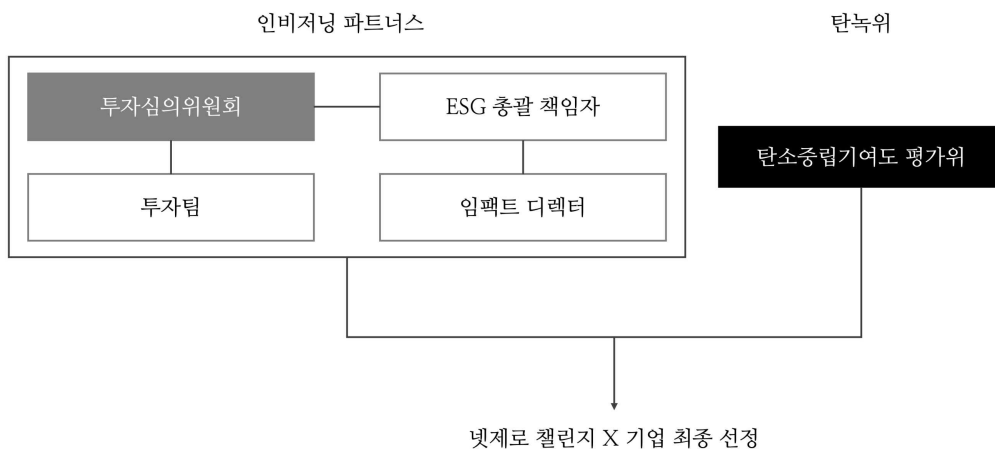 인비저닝 파트너스
탄녹위
투자심의위원회
ESG 총괄 책임자
탄소중립기여도 평가위
투자팀
임팩트 디렉터
넷제로 챌린지 X 기업 최종 선정